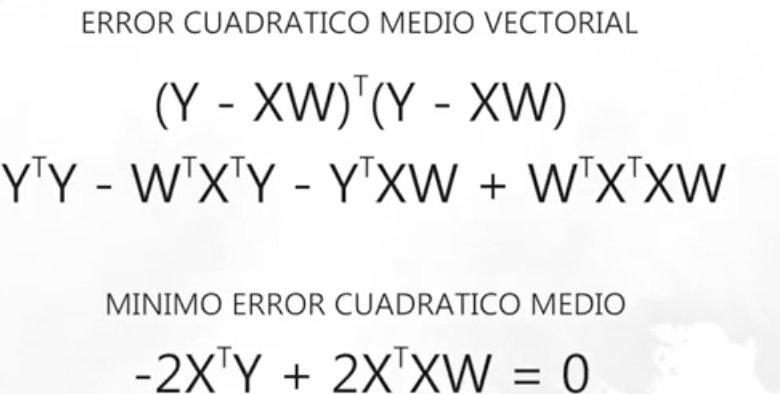 ERROR CUADRATICO MEDIO VECTORIAL
(Y - XW)ᵀ(Y - XW)
YᵀY - WᵀXᵀY - YᵀXW + WᵀXᵀXW
MINIMO ERROR CUADRATICO MEDIO
-2XᵀY + 2XᵀXW = 0